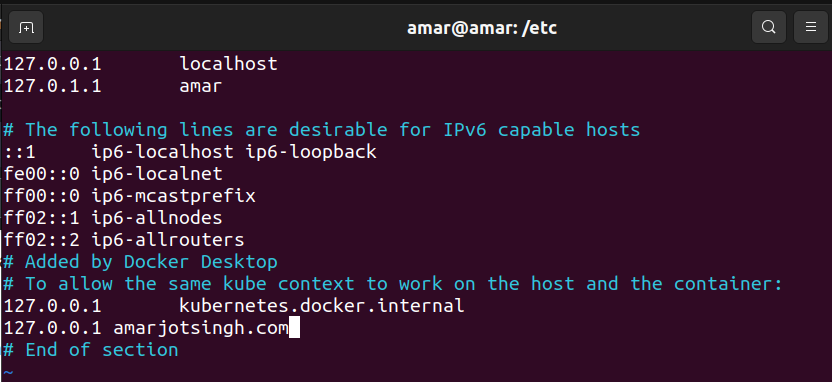 amar@amar: /etc
127.0.0.1       localhost
127.0.1.1       amar
# The following lines are desirable for IPv6 capable hosts
::1     ip6-localhost ip6-loopback
fe00::0 ip6-localnet
ff00::0 ip6-mcastprefix
ff02::1 ip6-allnodes
ff02::2 ip6-allrouters
# Added by Docker Desktop
# To allow the same kube context to work on the host and the container:
127.0.0.1       kubernetes.docker.internal
127.0.0.1 amarjotsingh.com
# End of section
~